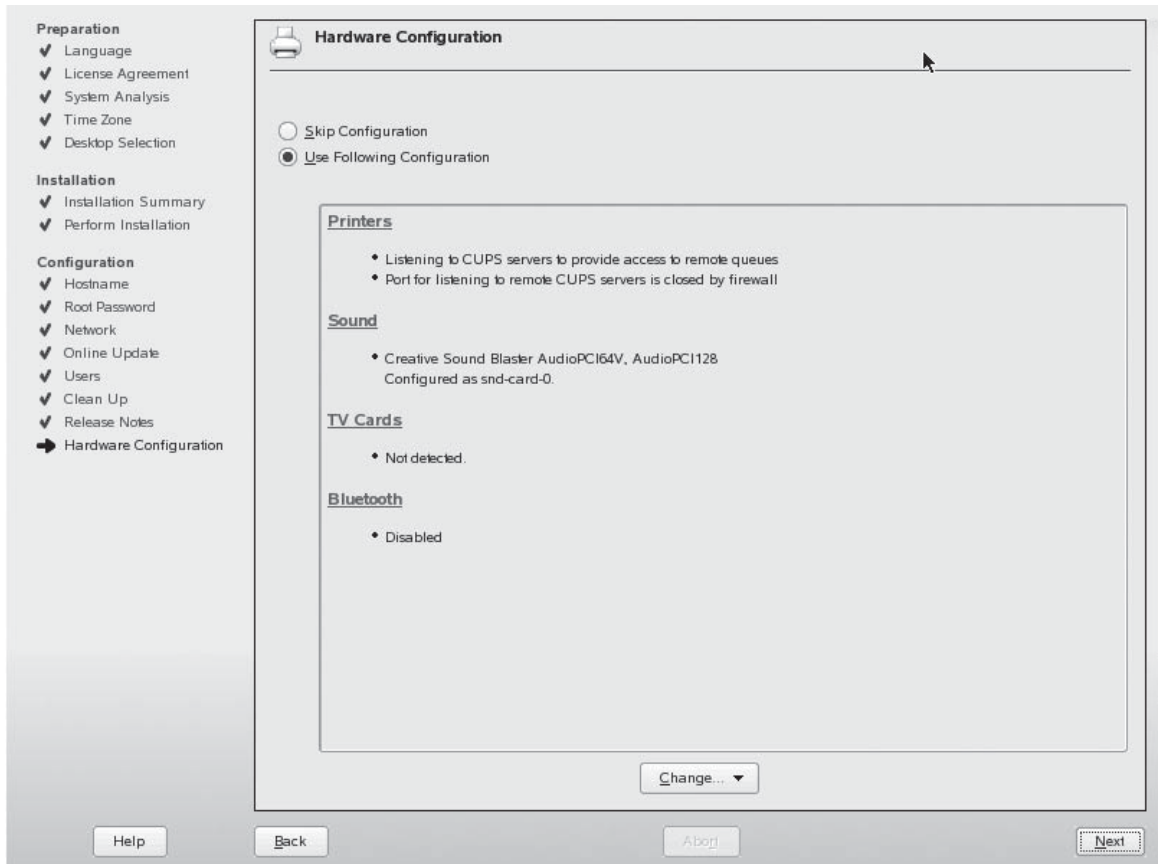 Preparation
Language
License Agreement
System Analysis
Time Zone
Desktop Selection
Installation
Installation Summary
Perform Installation
Configuration
Hostname
Root Password
Network
Online Update
Users
Clean Up
Release Notes
Hardware Configuration
Hardware Configuration
Skip Configuration
Use Following Configuration
Printers
• Listening to CUPS servers to provide access to remote queues
• Port for listening to remote CUPS servers is closed by firewall
Sound
• Creative Sound Blaster AudioPCI64V, AudioPCI128
Configured as snd-card-0.
TV Cards
• Not detected.
Bluetooth
• Disabled
Change...
Help
Back
Abort
Next